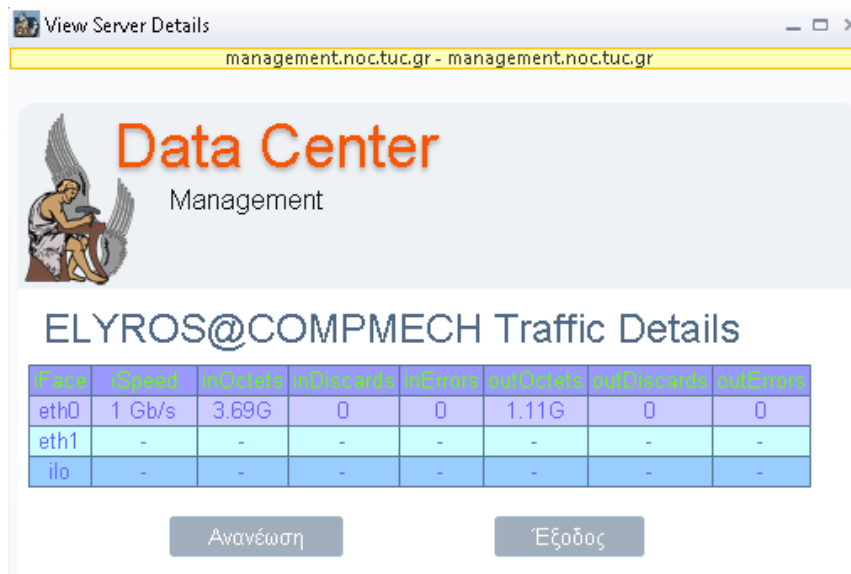 View Server Details
management.noc.tuc.gr - management.noc.tuc.gr
Data Center
Management
ELYROS@COMPMECH Traffic Details
iFace iSpeed inOctets inDiscards inErrors outOctets outDiscards outErrors
eth0 1 Gb/s 3.69G 0 0 1.11G 0 0
eth1 - - - - - - -
ilo - - - - - - -
Ανανέωση Έξοδος